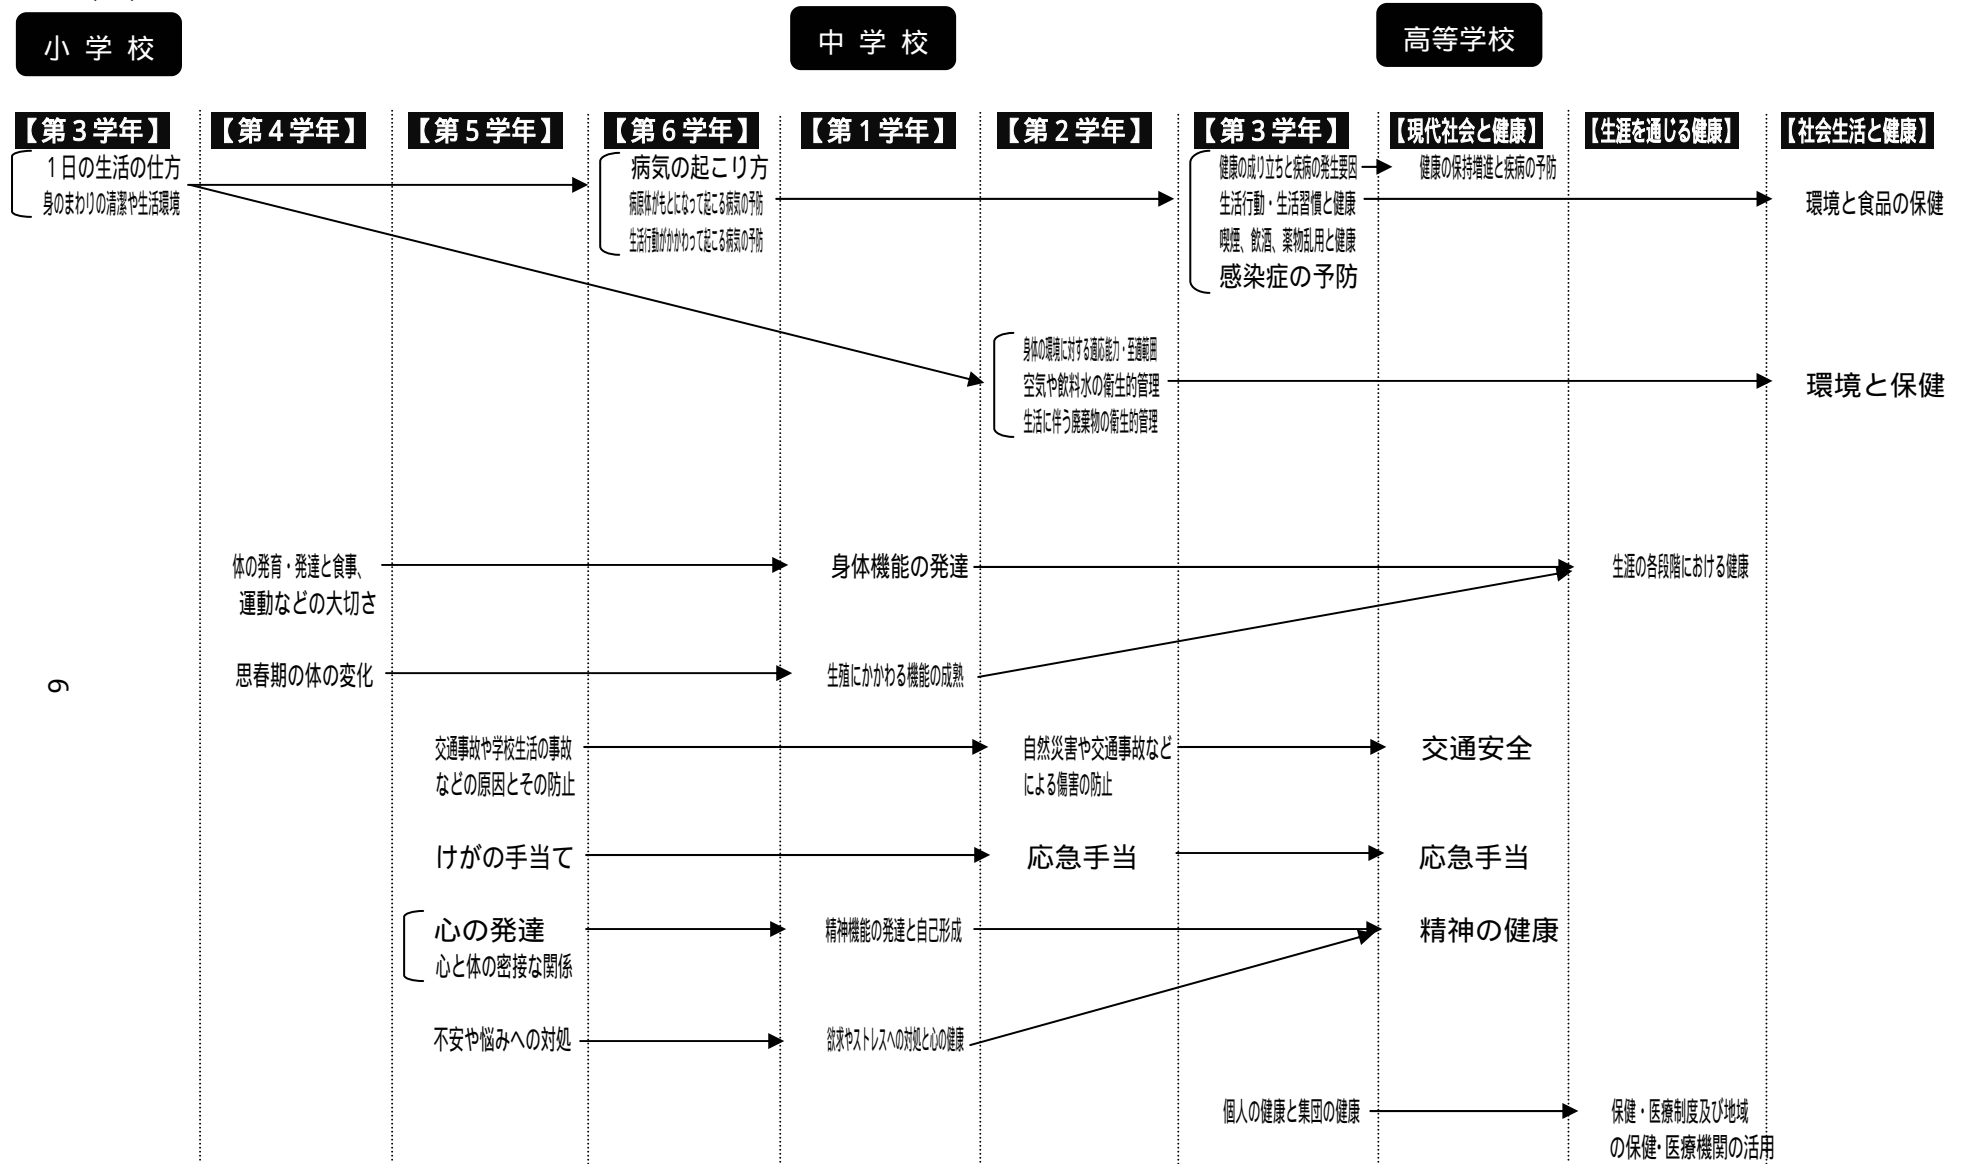 小学校
中学校
高等学校
【第3学年】
【第4学年】
【第5学年】
【第6学年】
【第1学年】
【第2学年】
【第3学年】
【現代社会と健康】
【生涯を通じる健康】
【社会生活と健康】
1日の生活の仕方
身のまわりの清潔や生活環境
病気の起こり方
病原体がもとになって起こる病気の予防
生活行動がかかわって起こる病気の予防
健康の成り立ちと疾病の発生要因
生活行動・生活習慣と健康
喫煙、飲酒、薬物乱用と健康
感染症の予防
健康の保持増進と疾病の予防
環境と食品の保健
身体の環境に対する適応能力・至適範囲
空気や飲料水の衛生的管理
生活に伴う廃棄物の衛生的管理
環境と保健
体の発育・発達と食事、
運動などの大切さ
身体機能の発達
生涯の各段階における健康
思春期の体の変化
生殖にかかわる機能の成熟
9
交通事故や学校生活の事故
などの原因とその防止
自然災害や交通事故など
による傷害の防止
交通安全
けがの手当て
応急手当
応急手当
心の発達
心と体の密接な関係
精神機能の発達と自己形成
精神の健康
不安や悩みへの対処
欲求やストレスへの対処と心の健康
個人の健康と集団の健康
保健・医療制度及び地域
の保健・医療機関の活用